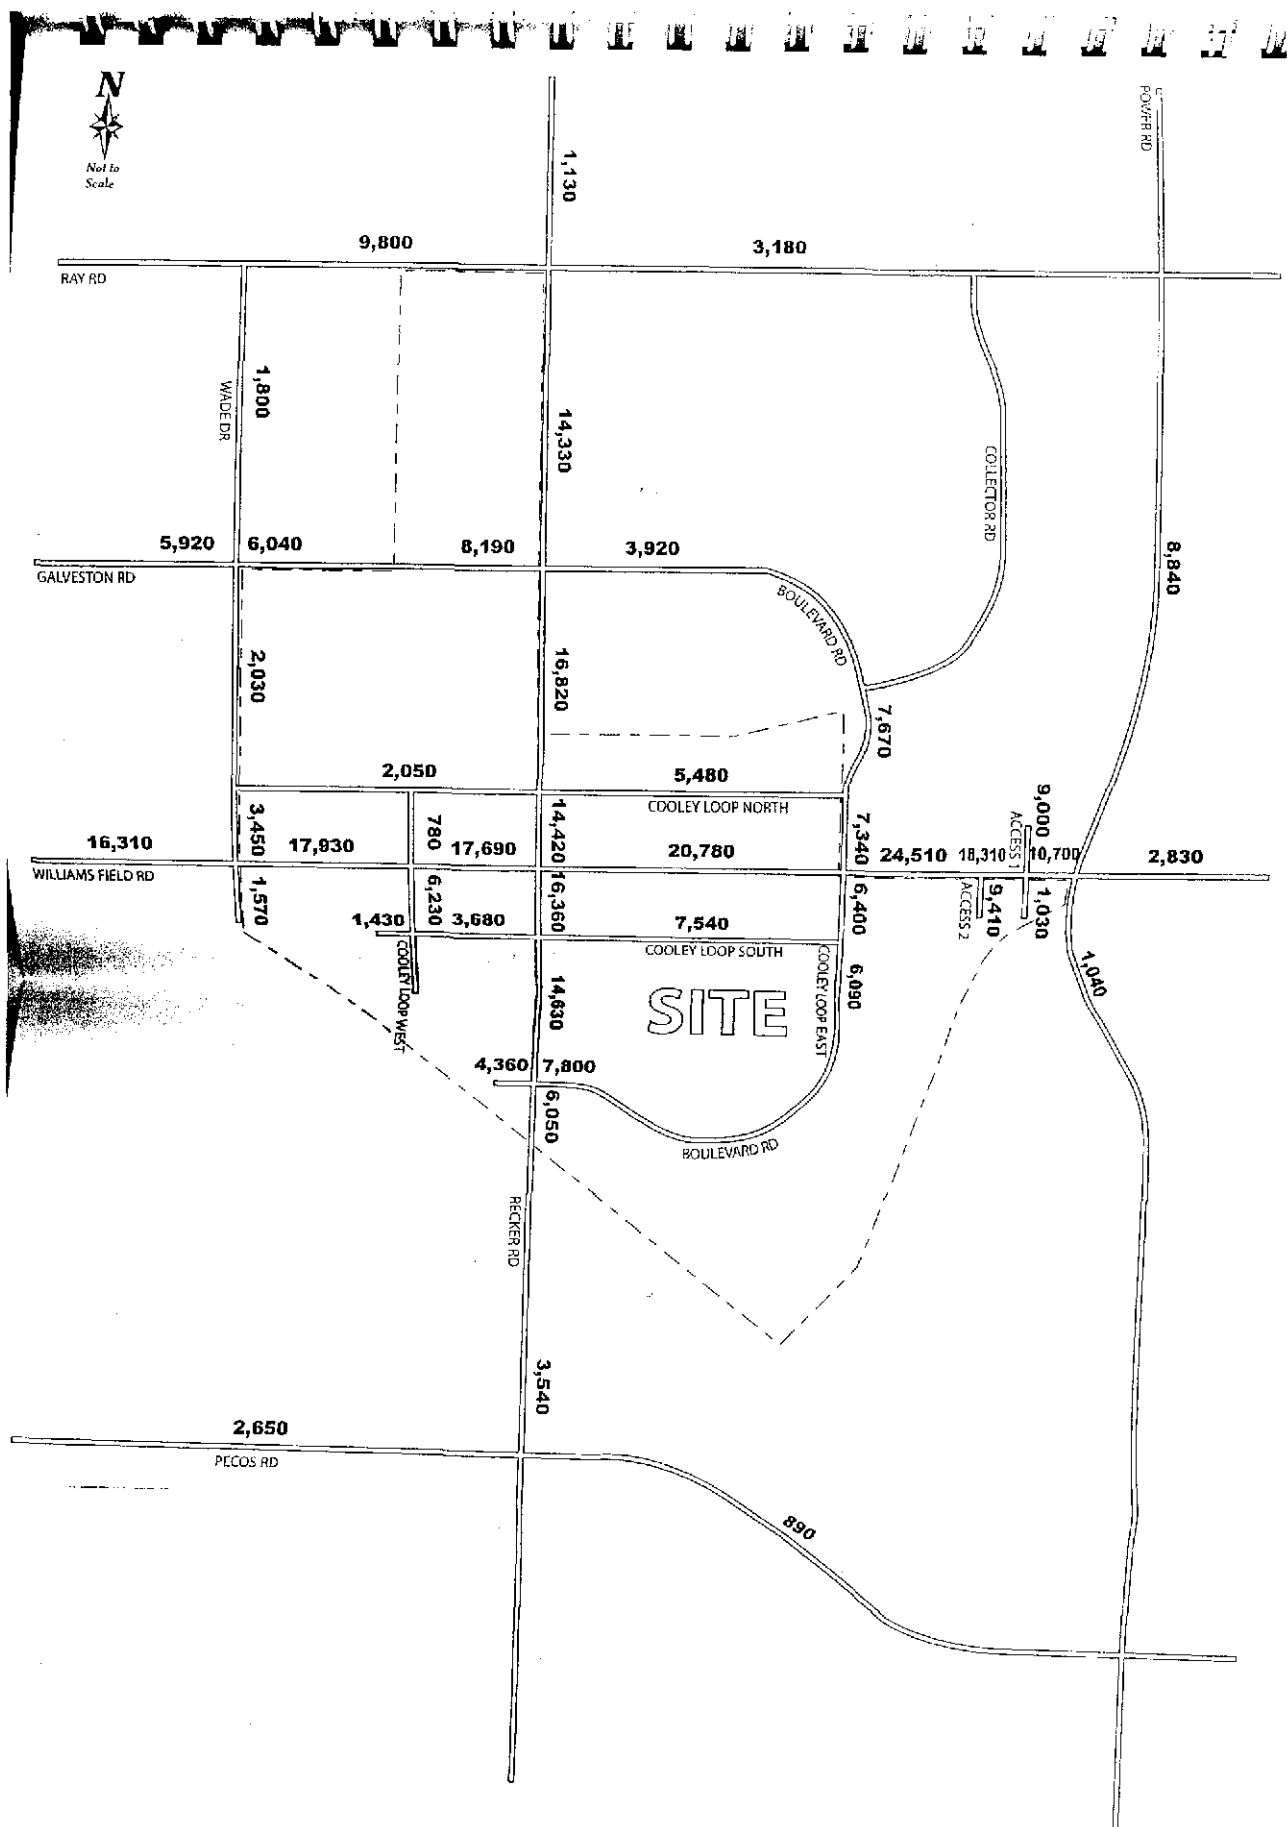 N
Not to
Scale
POWER RD
1,130
9,800
3,180
RAY RD
1,800
WADE DR
14,330
COLLECTOR RD
5,920
6,040
8,190
3,920
GALVESTON RD
8,840
BOULEVARD RD
2,030
16,820
7,670
2,050
5,480
COOLEY LOOP NORTH
9,000
ACCESS 1
3,450
780
14,420
7,340
16,310
17,930
17,690
20,780
24,510
18,310
10,700
2,830
WILLIAMS FIELD RD
1,570
6,230
16,360
6,400
9,410
ACCESS 2
1,030
1,430
3,680
7,540
COOLEY LOOP SOUTH
COOLEY LOOP WEST
14,630
SITE
COOLEY LOOP EAST
6,090
1,040
4,360
7,800
6,050
BOULEVARD RD
RECKER RD
3,540
2,650
PECOS RD
890